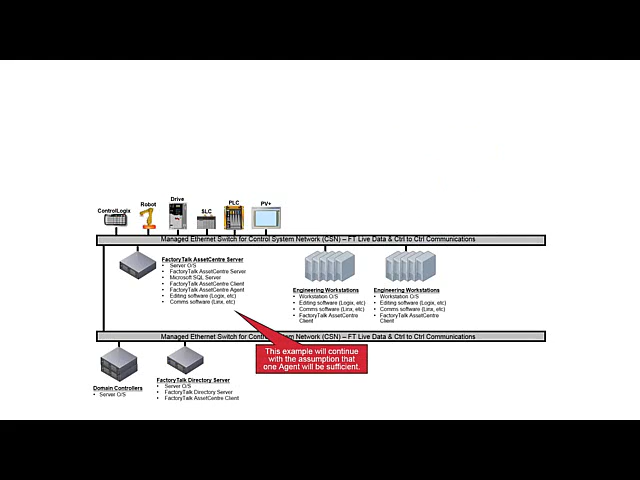 ControlLogix
Robot
Drive
SLC
PLC
PV+
Managed Ethernet Switch for Control System Network (CSN) – FT Live Data & Ctrl to Ctrl Communications
FactoryTalk AssetCentre Server
• Server O/S
• FactoryTalk AssetCentre Server
• Microsoft SQL Server
• FactoryTalk AssetCentre Client
• FactoryTalk AssetCentre Agent
• Editing software (Logix, etc)
• Comms software (Linx, etc)
Engineering Workstations
• Workstation O/S
• Editing software (Logix, etc)
• Comms software (Linx, etc)
• FactoryTalk AssetCentre
Client
Engineering Workstations
• Workstation O/S
• Editing software (Logix, etc)
• Comms software (Linx, etc)
• FactoryTalk AssetCentre
Client
Managed Ethernet Switch for Control System Network (CSN) – FT Live Data & Ctrl to Ctrl Communications
This example will continue
with the assumption that
one Agent will be sufficient.
Domain Controllers
• Server O/S
FactoryTalk Directory Server
• Server O/S
• FactoryTalk Directory Server
• FactoryTalk AssetCentre Client